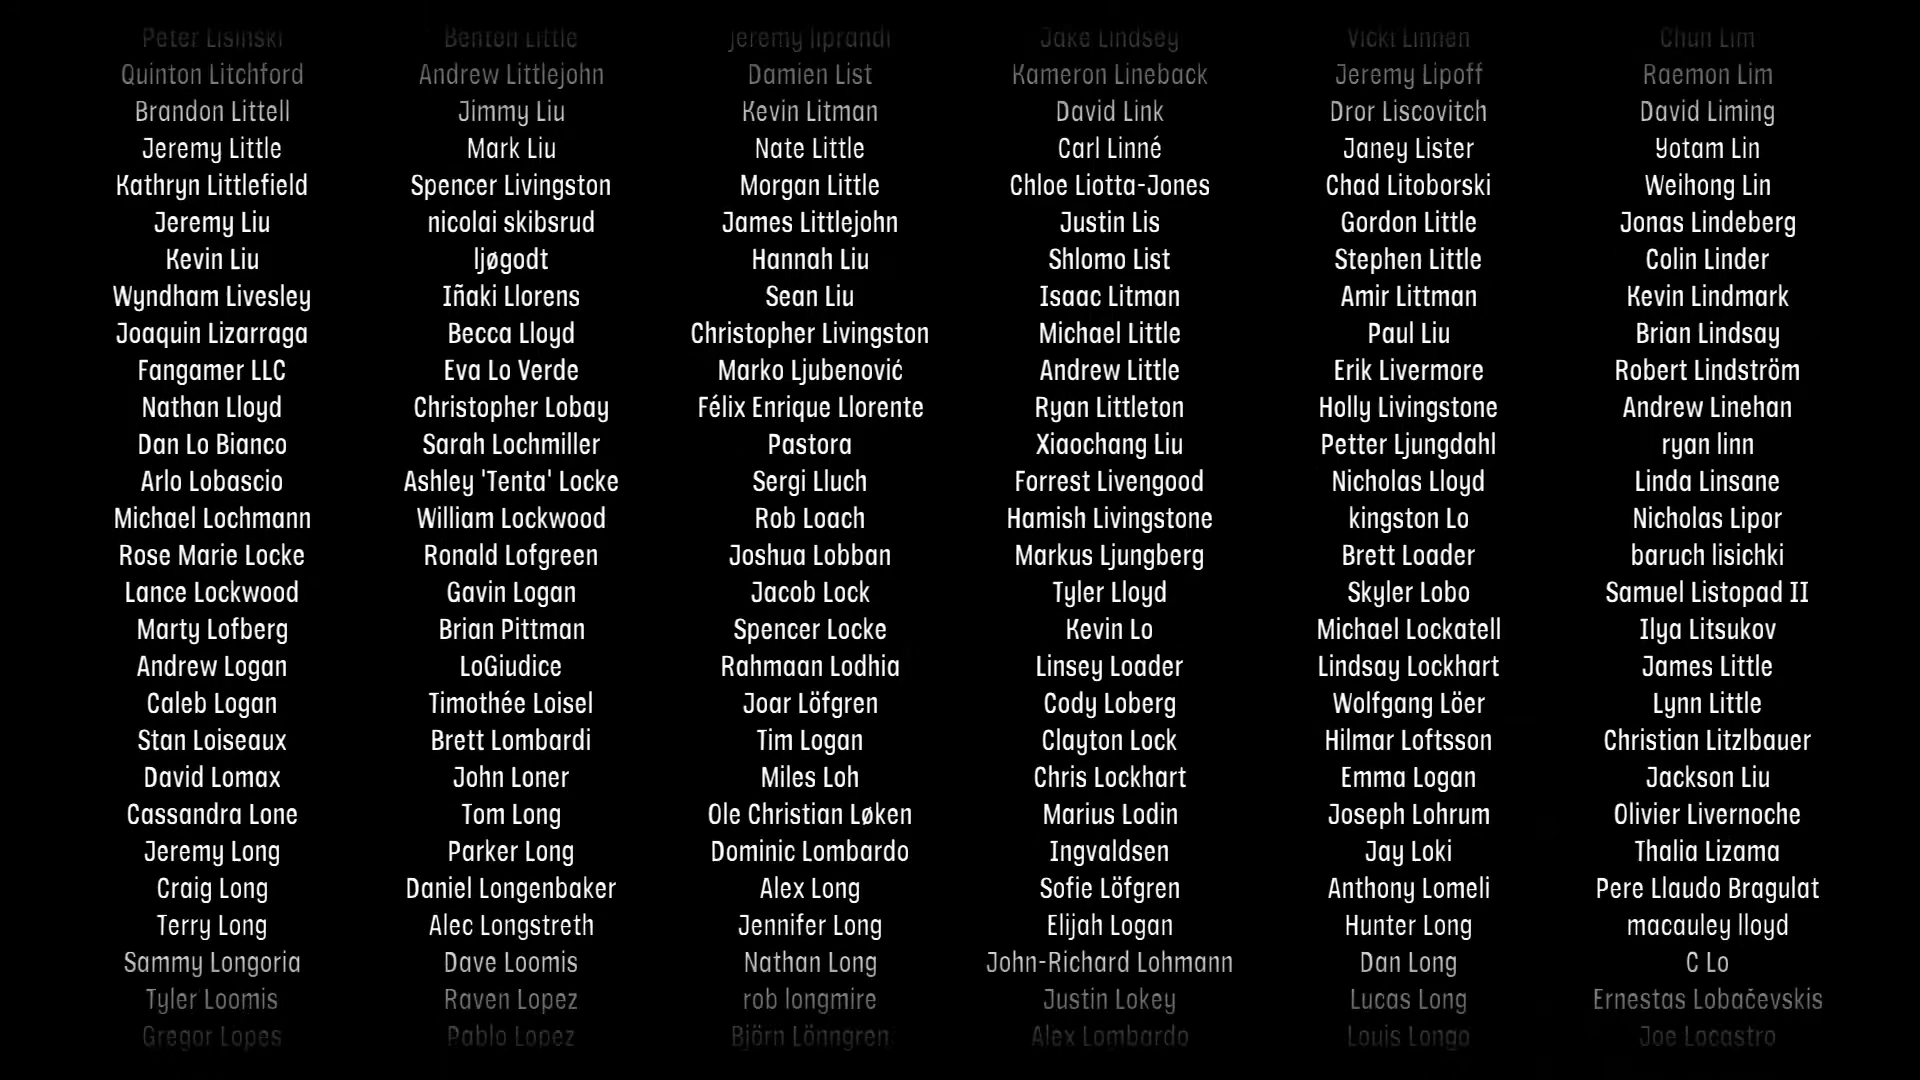 Peter Lisinski
Quinton Litchford
Brandon Littell
Jeremy Little
Kathryn Littlefield
Jeremy Liu
Kevin Liu
Wyndham Livesley
Joaquin Lizarraga
Fangamer LLC
Nathan Lloyd
Dan Lo Bianco
Arlo Lobascio
Michael Lochmann
Rose Marie Locke
Lance Lockwood
Marty Lofberg
Andrew Logan
Caleb Logan
Stan Loiseaux
David Lomax
Cassandra Lone
Jeremy Long
Craig Long
Terry Long
Sammy Longoria
Tyler Loomis
Gregor Lopes
Benton Little
Andrew Littlejohn
Jimmy Liu
Mark Liu
Spencer Livingston
nicolai skibsrud
ljøgodt
Iñaki Llorens
Becca Lloyd
Eva Lo Verde
Christopher Lobay
Sarah Lochmiller
Ashley 'Tenta' Locke
William Lockwood
Ronald Lofgreen
Gavin Logan
Brian Pittman
LoGiudice
Timothée Loisel
Brett Lombardi
John Loner
Tom Long
Parker Long
Daniel Longenbaker
Alec Longstreth
Dave Loomis
Raven Lopez
Pablo Lopez
jeremy liprandi
Damien List
Kevin Litman
Nate Little
Morgan Little
James Littlejohn
Hannah Liu
Sean Liu
Christopher Livingston
Marko Ljubenović
Félix Enrique Llorente
Pastora
Sergi Lluch
Rob Loach
Joshua Lobban
Jacob Lock
Spencer Locke
Rahmaan Lodhia
Joar Löfgren
Tim Logan
Miles Loh
Ole Christian Løken
Dominic Lombardo
Alex Long
Jennifer Long
Nathan Long
rob longmire
Björn Lönngren
Jake Lindsey
Kameron Lineback
David Link
Carl Linné
Chloe Liotta-Jones
Justin Lis
Shlomo List
Isaac Litman
Michael Little
Andrew Little
Ryan Littleton
Xiaochang Liu
Forrest Livengood
Hamish Livingstone
Markus Ljungberg
Tyler Lloyd
Kevin Lo
Linsey Loader
Cody Loberg
Clayton Lock
Chris Lockhart
Marius Lodin
Ingvaldsen
Sofie Löfgren
Elijah Logan
John-Richard Lohmann
Justin Lokey
Alex Lombardo
Vicki Linnen
Jeremy Lipoff
Dror Liscovitch
Janey Lister
Chad Litoborski
Gordon Little
Stephen Little
Amir Littman
Paul Liu
Erik Livermore
Holly Livingstone
Petter Ljungdahl
Nicholas Lloyd
kingston Lo
Brett Loader
Skyler Lobo
Michael Lockatell
Lindsay Lockhart
Wolfgang Löer
Hilmar Loftsson
Emma Logan
Joseph Lohrum
Jay Loki
Anthony Lomeli
Hunter Long
Dan Long
Lucas Long
Louis Longo
Chun Lim
Raemon Lim
David Liming
Yotam Lin
Weihong Lin
Jonas Lindeberg
Colin Linder
Kevin Lindmark
Brian Lindsay
Robert Lindström
Andrew Linehan
ryan linn
Linda Linsane
Nicholas Lipor
baruch lisichki
Samuel Listopad II
Ilya Litsukov
James Little
Lynn Little
Christian Litzlbauer
Jackson Liu
Olivier Livernoche
Thalia Lizama
Pere Llaudo Bragulat
macauley lloyd
C Lo
Ernestas Lobačevskis
Joe Locastro